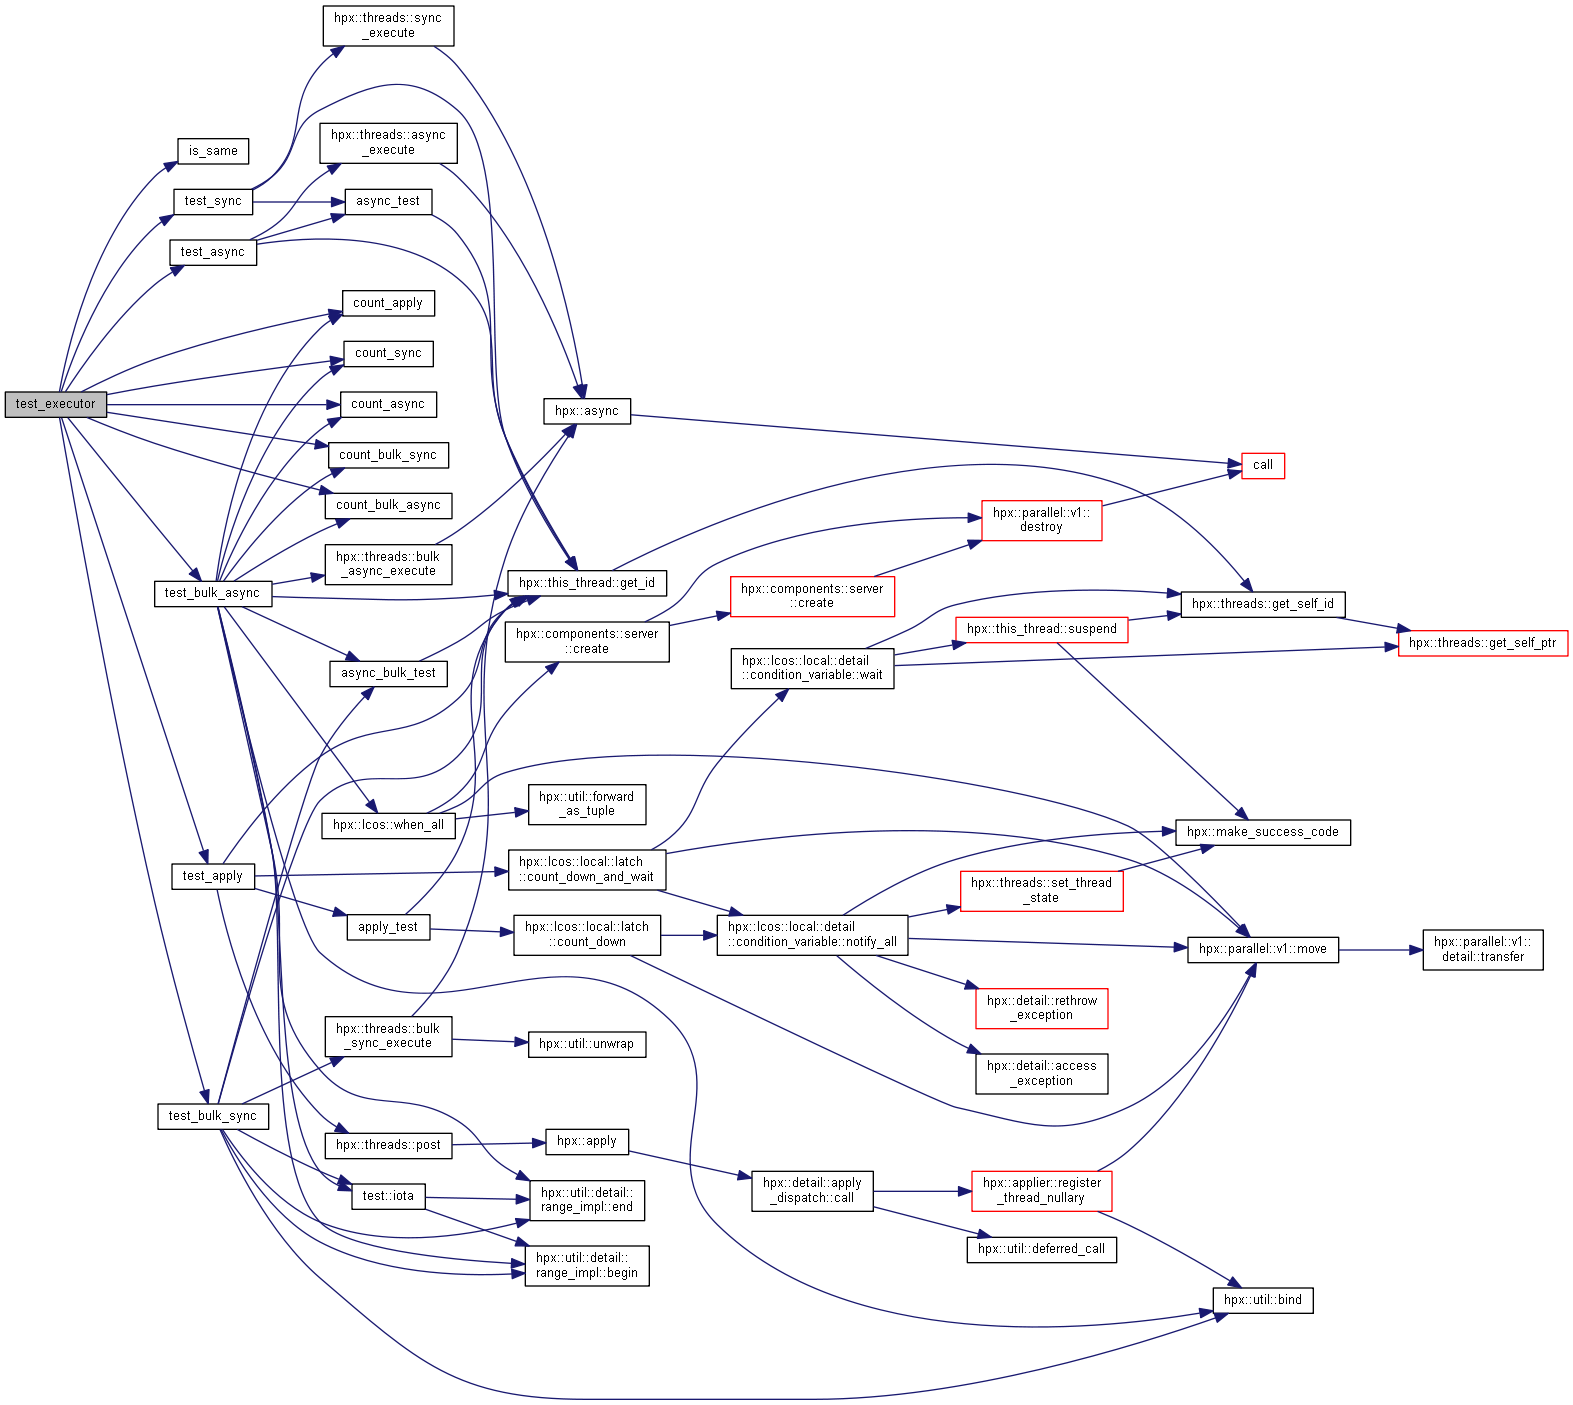 hpx::threads::sync
_execute
hpx::threads::async
_execute
is_same
test_sync
async_test
test_async
count_apply
count_sync
test_executor
count_async
hpx::async
count_bulk_sync
call
count_bulk_async
hpx::parallel::v1::
destroy
hpx::threads::bulk
_async_execute
test_bulk_async
hpx::this_thread::get_id
hpx::components::server
::create
hpx::threads::get_self_id
hpx::components::server
::create
hpx::this_thread::suspend
hpx::threads::get_self_ptr
async_bulk_test
hpx::lcos::local::detail
::condition_variable::wait
hpx::util::forward
_as_tuple
hpx::lcos::when_all
hpx::make_success_code
test_apply
hpx::lcos::local::latch
::count_down_and_wait
hpx::threads::set_thread
_state
apply_test
hpx::lcos::local::latch
::count_down
hpx::lcos::local::detail
::condition_variable::notify_all
hpx::parallel::v1::move
hpx::parallel::v1::
detail::transfer
hpx::detail::rethrow
_exception
hpx::threads::bulk
_sync_execute
hpx::util::unwrap
hpx::detail::access
_exception
test_bulk_sync
hpx::threads::post
hpx::apply
test::iota
hpx::util::detail::
range_impl::end
hpx::detail::apply
_dispatch::call
hpx::applier::register
_thread_nullary
hpx::util::deferred_call
hpx::util::detail::
range_impl::begin
hpx::util::bind